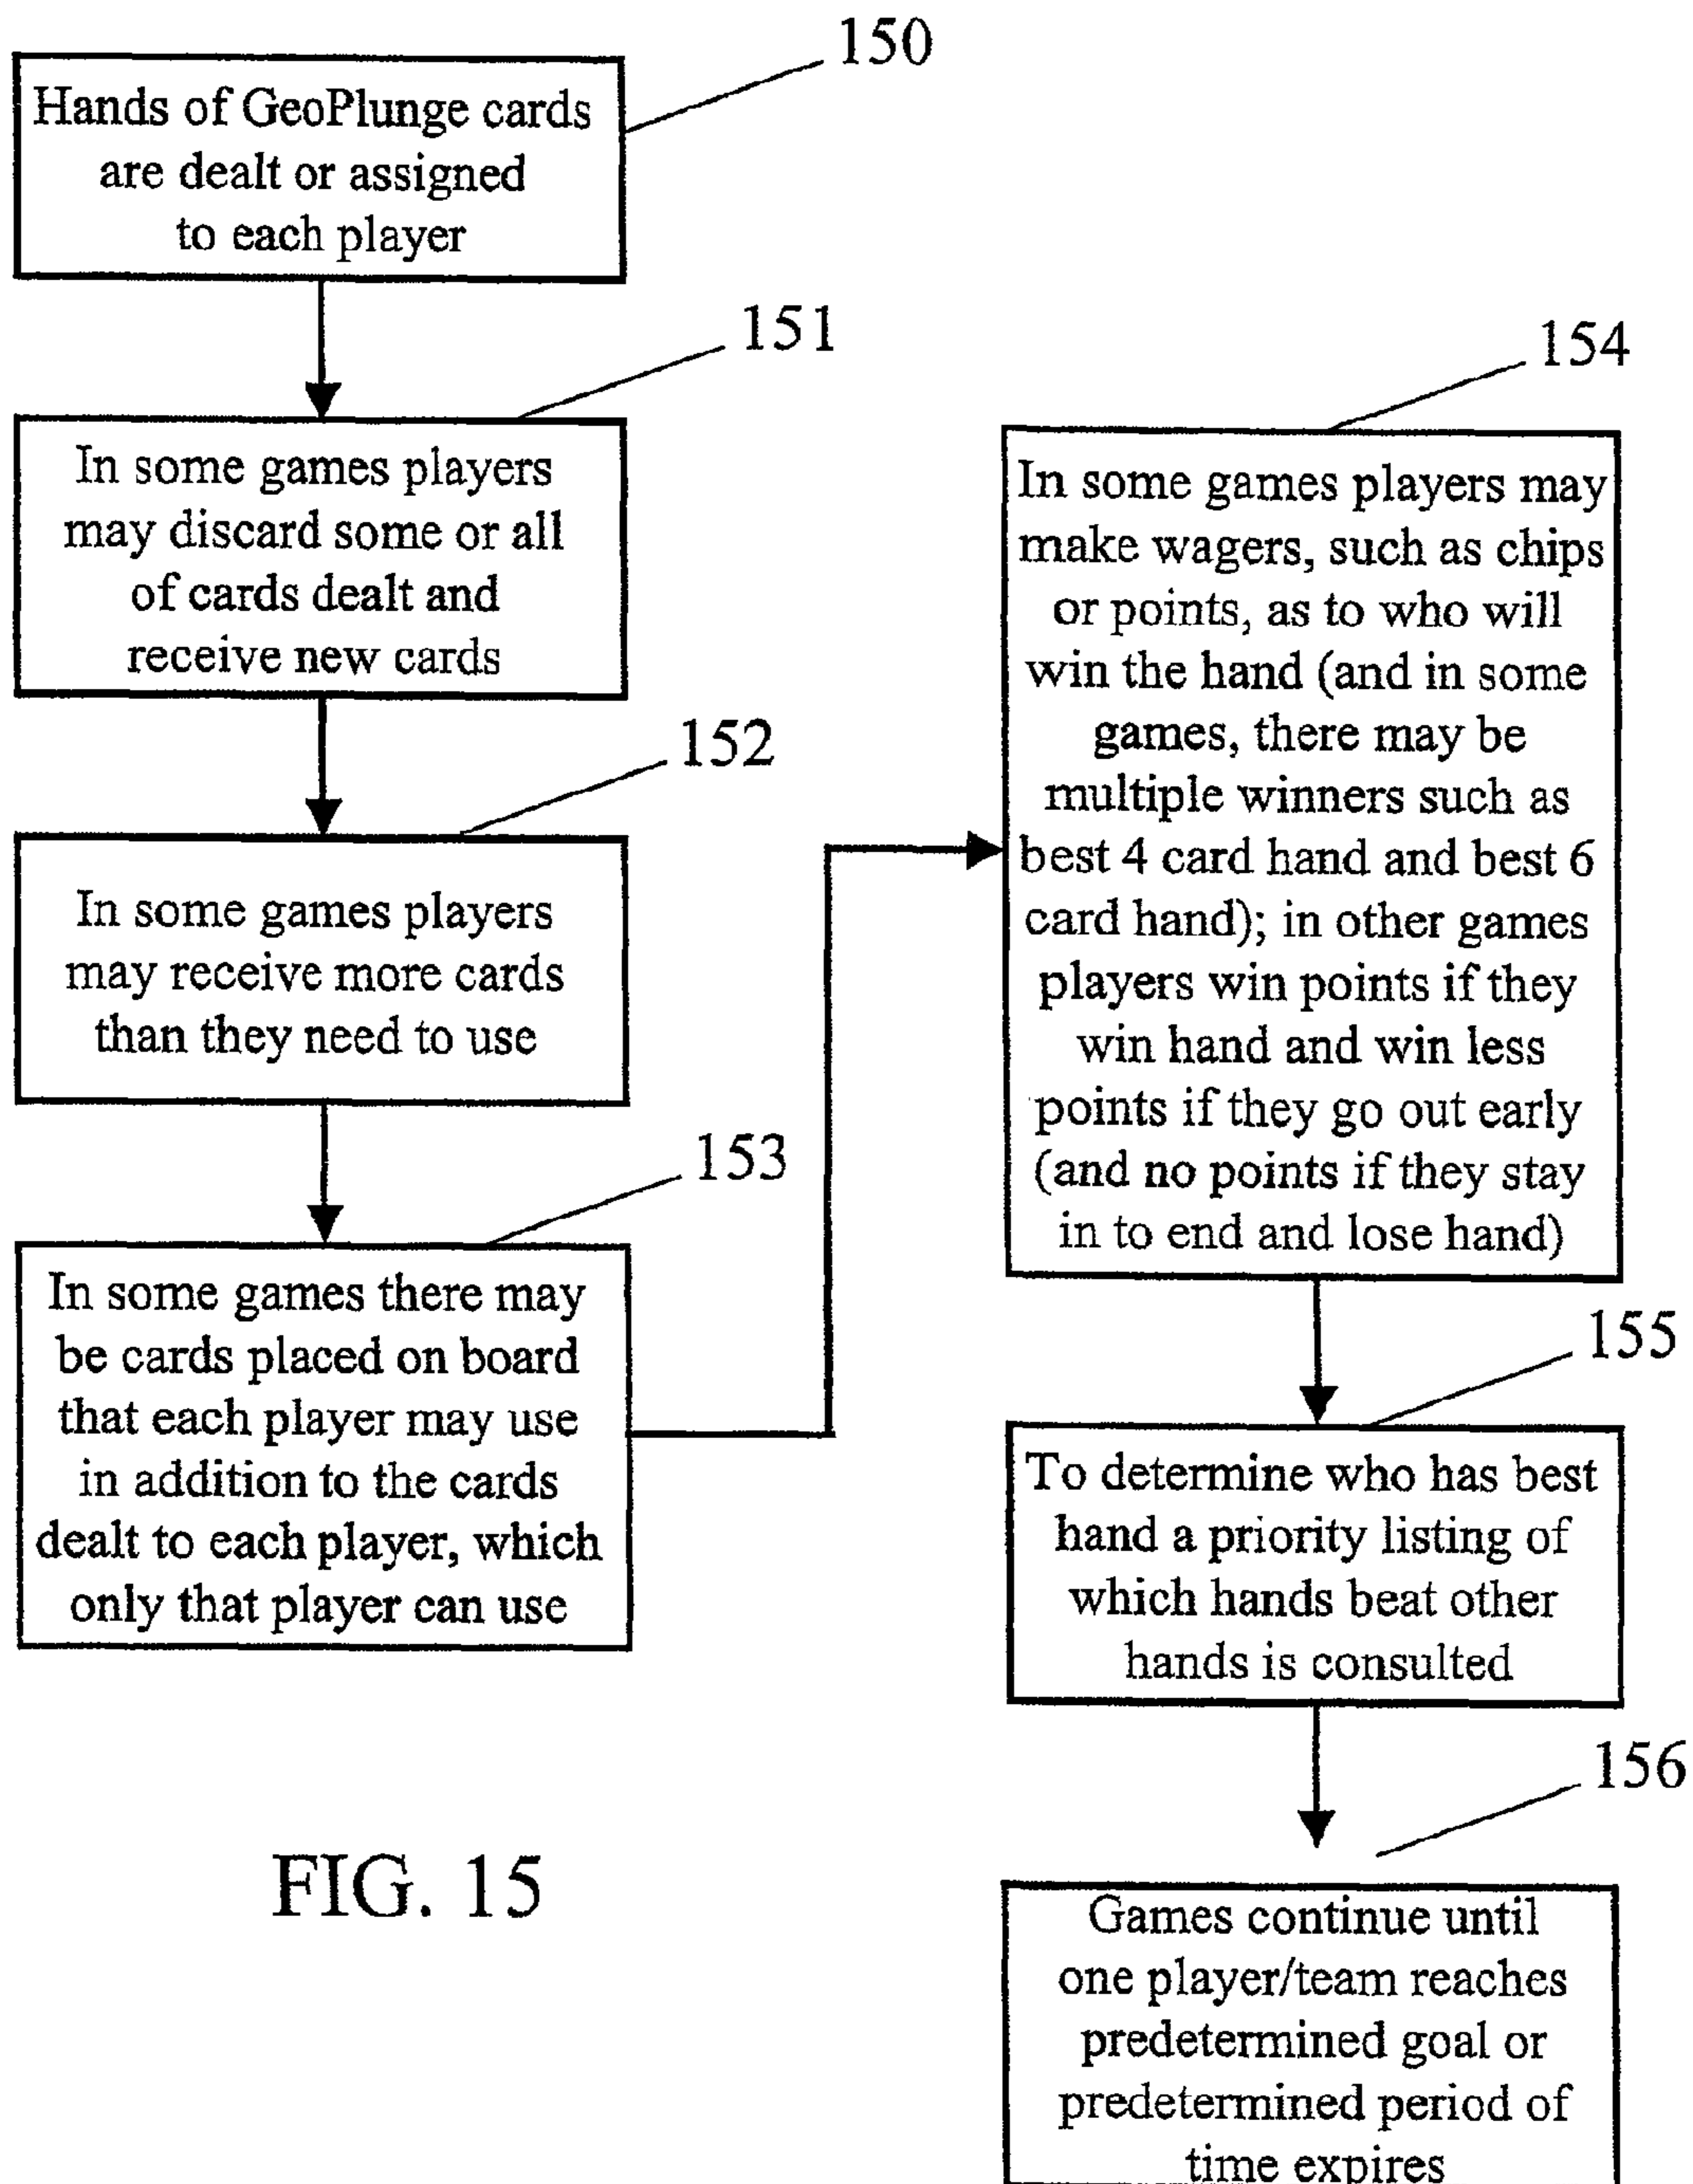 150
Hands of GeoPlunge cards
are dealt or assigned
to each player
151
In some games players
may discard some or all
of cards dealt and
receive new cards
152
In some games players
may receive more cards
than they need to use
153
In some games there may
be cards placed on board
that each player may use
in addition to the cards
dealt to each player, which
only that player can use
154
In some games players may
make wagers, such as chips
or points, as to who will
win the hand (and in some
games, there may be
multiple winners such as
best 4 card hand and best 6
card hand); in other games
players win points if they
win hand and win less
points if they go out early
(and no points if they stay
in to end and lose hand)
155
To determine who has best
hand a priority listing of
which hands beat other
hands is consulted
156
Games continue until
one player/team reaches
predetermined goal or
predetermined period of
time expires
FIG. 15